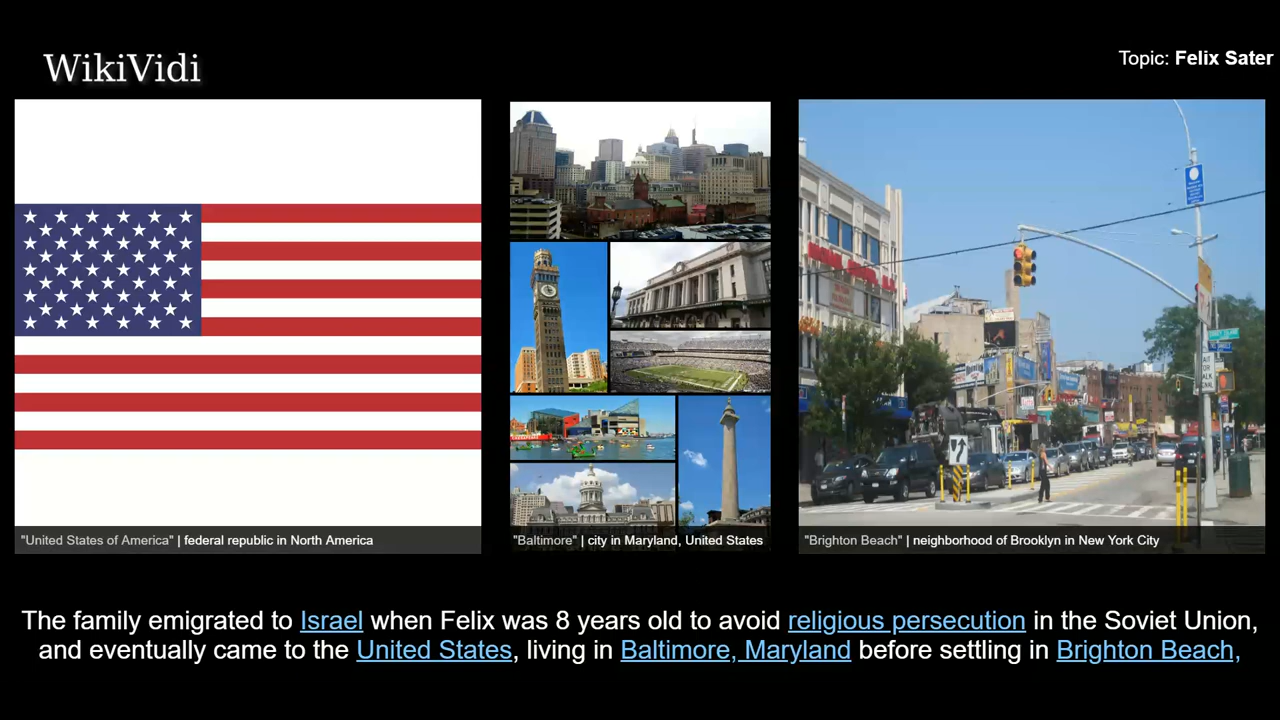 WikiVidi
Topic: Felix Sater
"United States of America" | federal republic in North America
"Baltimore" | city in Maryland, United States
"Brighton Beach" | neighborhood of Brooklyn in New York City
The family emigrated to Israel when Felix was 8 years old to avoid religious persecution in the Soviet Union,
and eventually came to the United States, living in Baltimore, Maryland before settling in Brighton Beach,